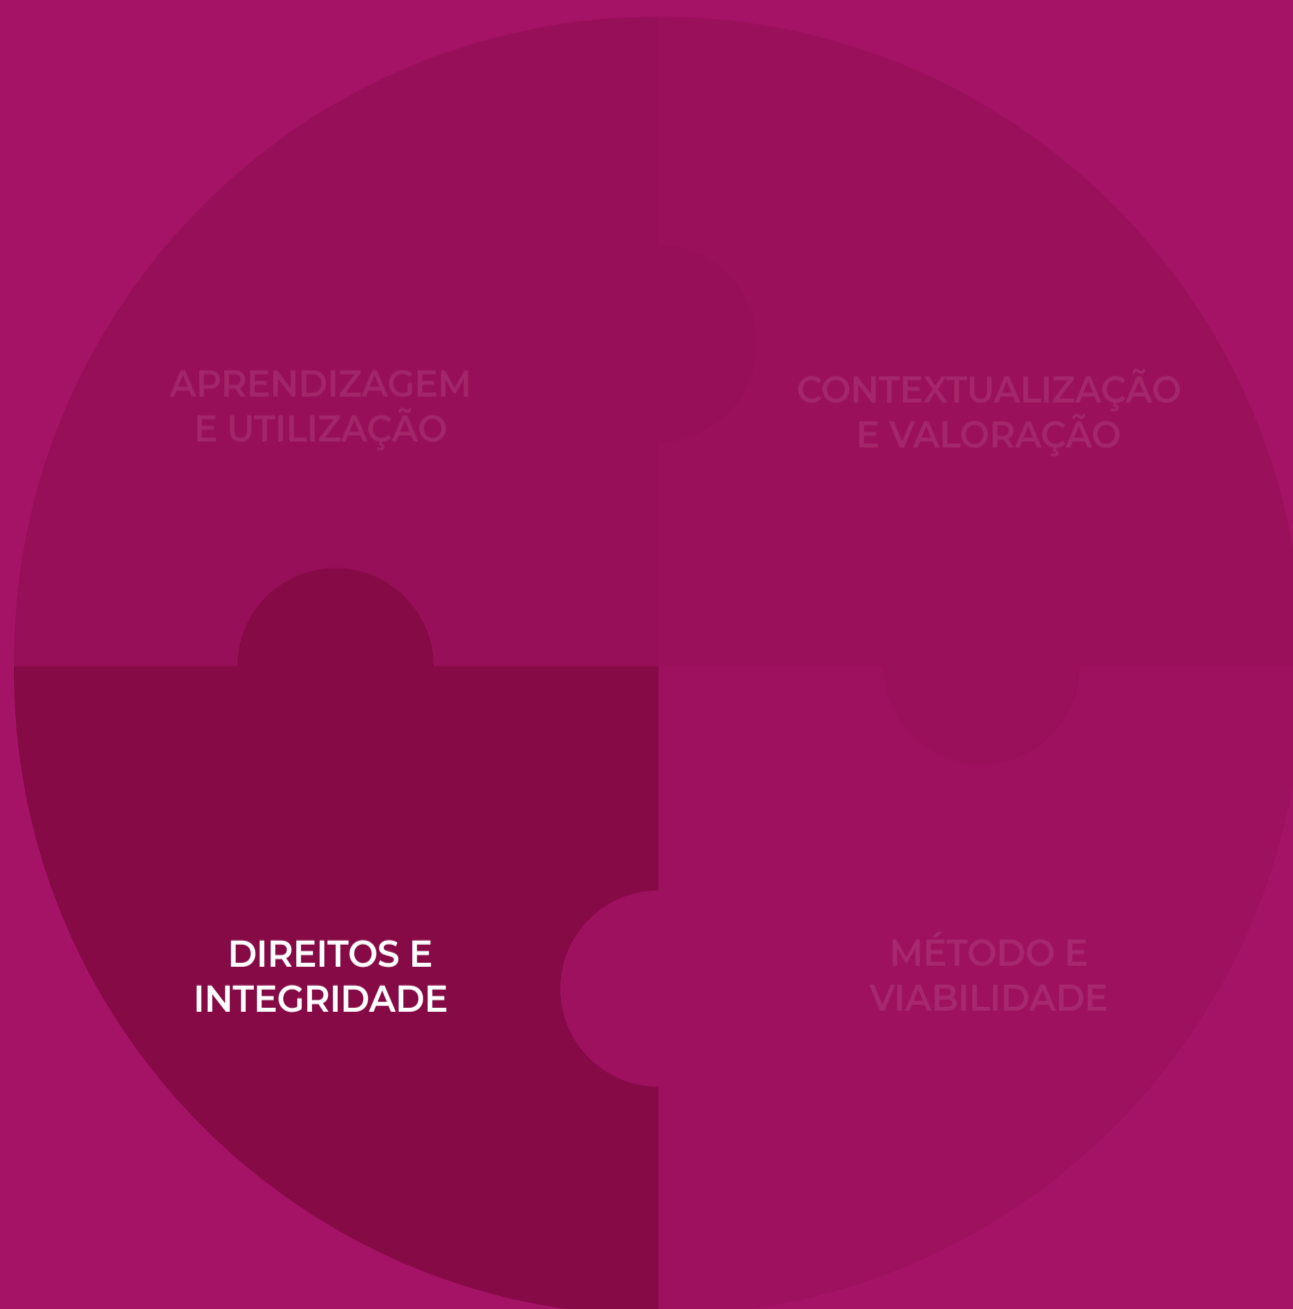 APRENDIZAGEM
E UTILIZAÇÃO
CONTEXTUALIZAÇÃO
E VALORAÇÃO
DIREITOS E
INTEGRIDADE
MÉTODO E
VIABILIDADE